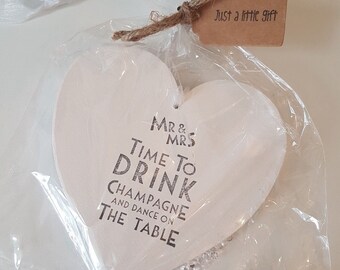 Just a little gift
MR &
MRS
TIME TO
DRINK
CHAMPAGNE
AND DANCE ON
THE TABLE